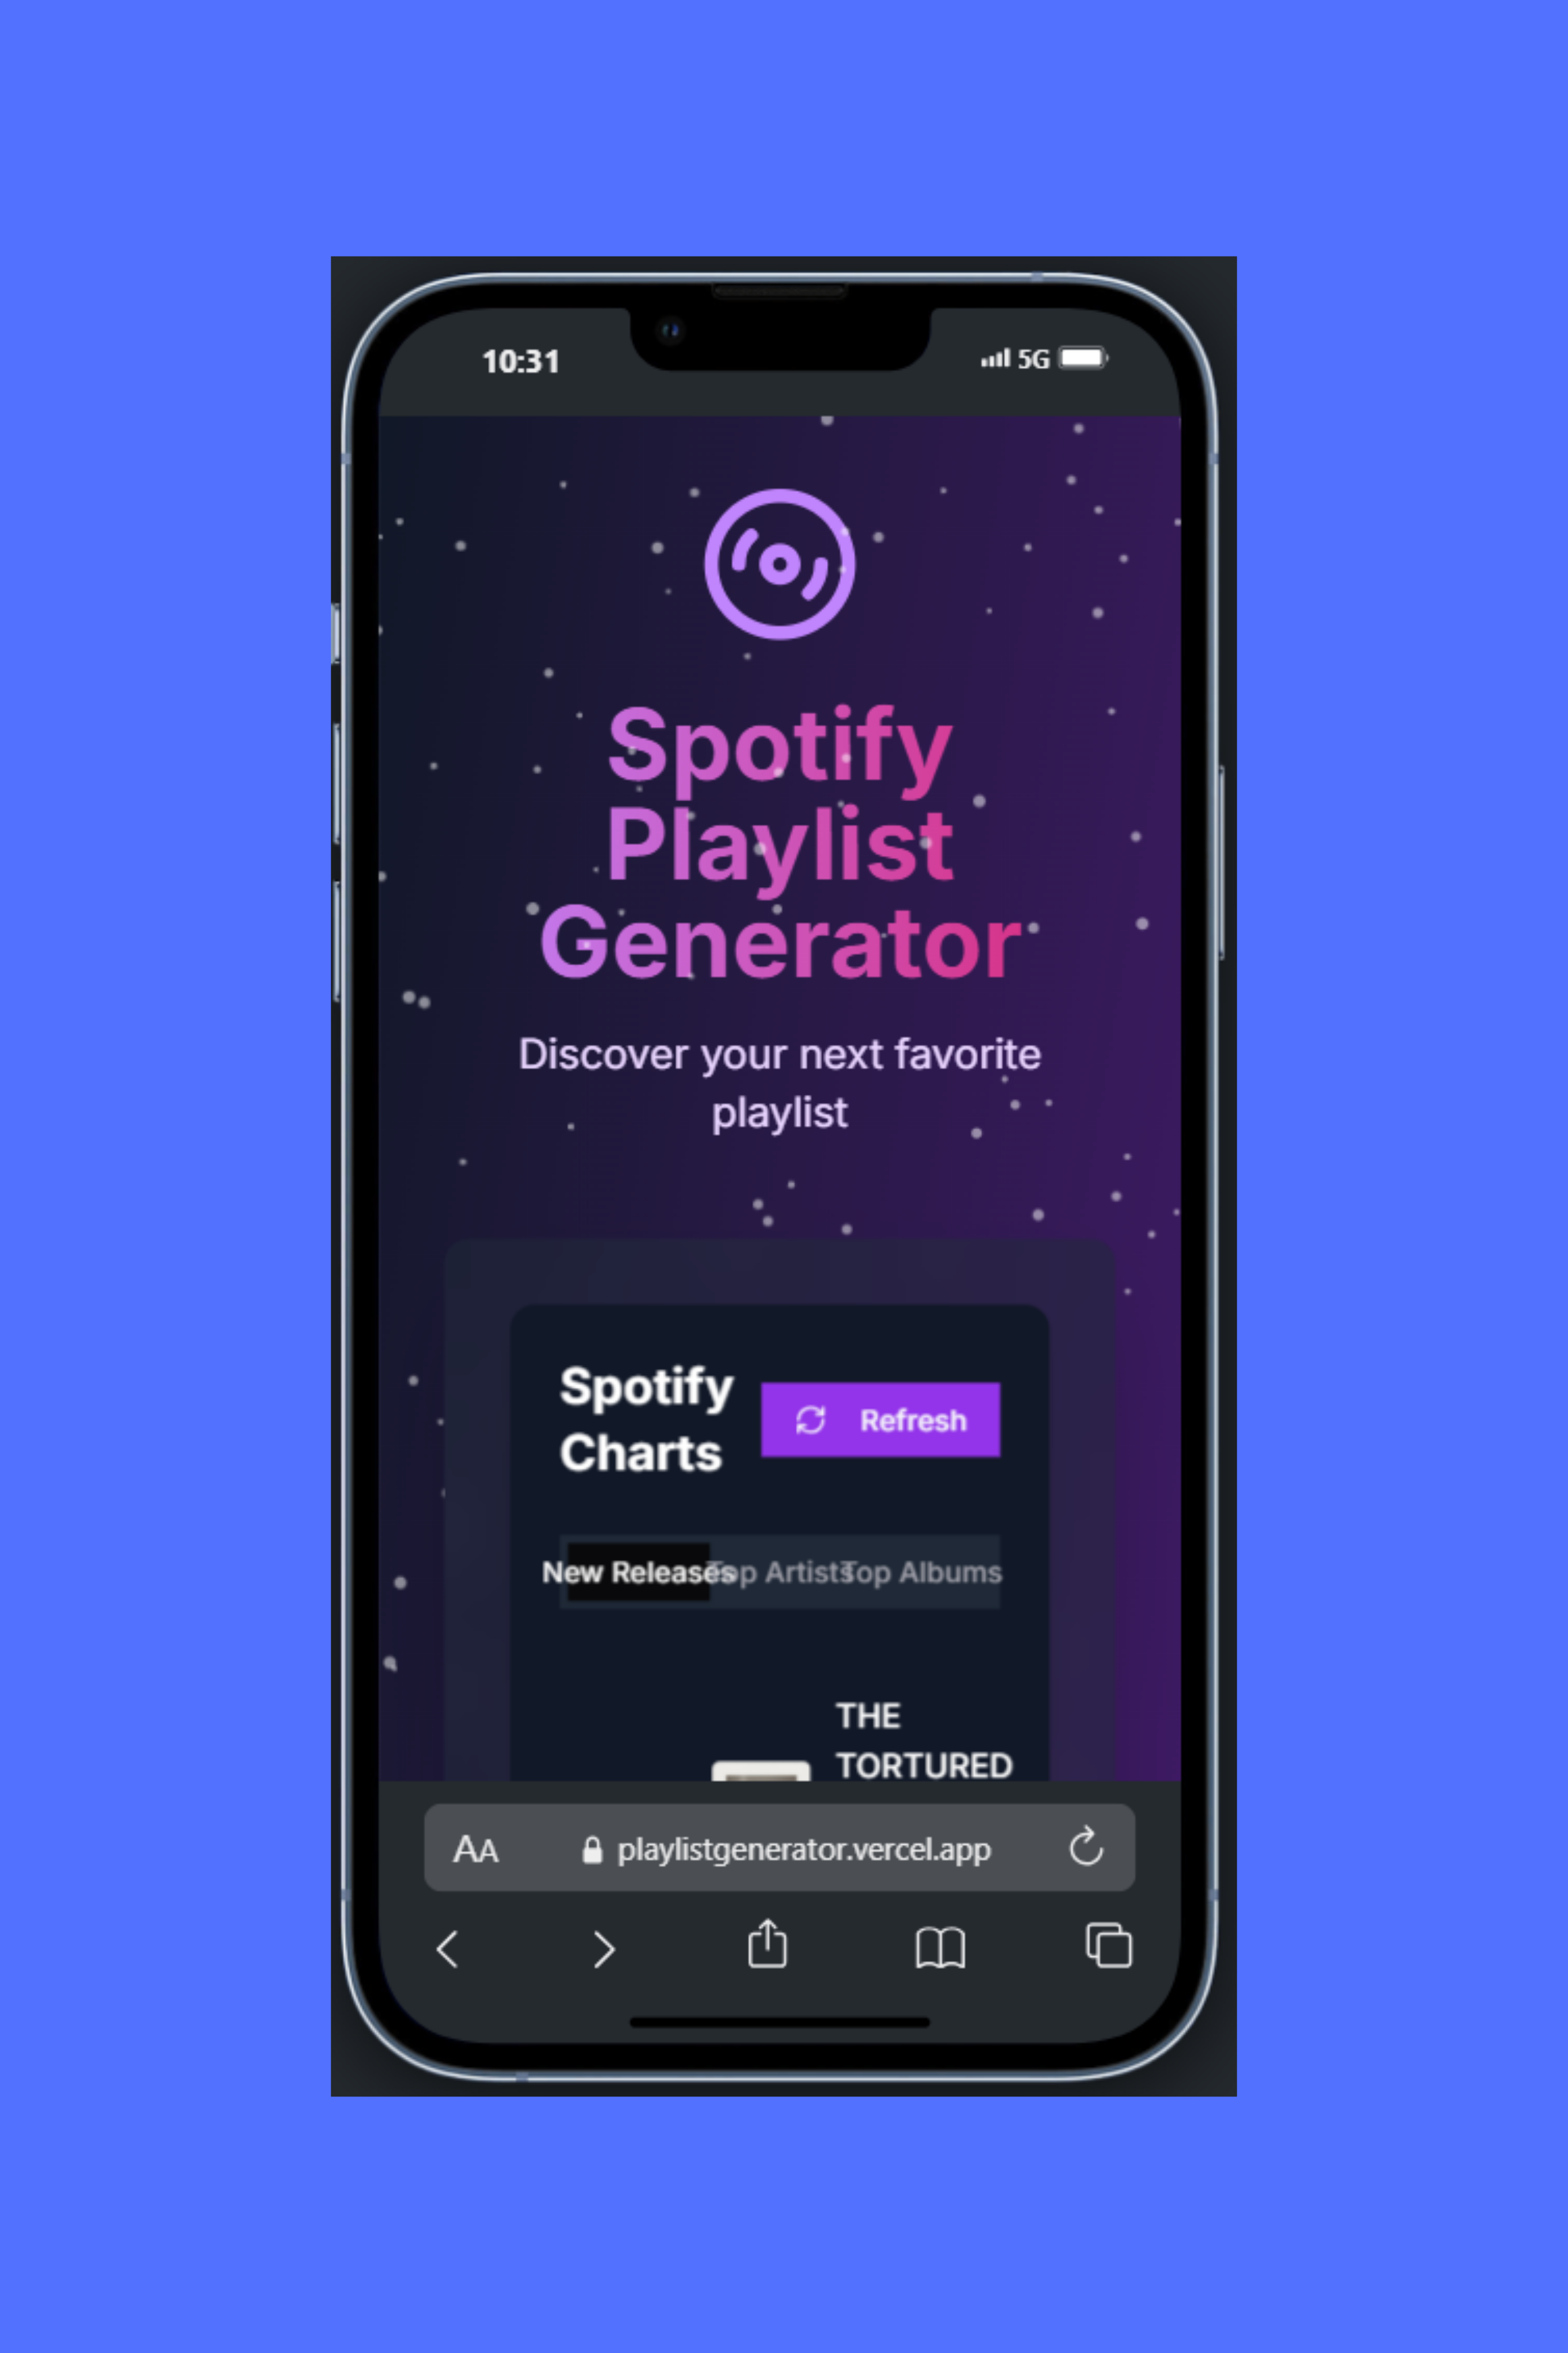 10:31 5G
Spotify
Playlist
Generator
Discover your next favorite
playlist
Spotify
Charts
Refresh
New Releases Top Artists Top Albums
THE
TORTURED
AA playlistgenerator.vercel.app